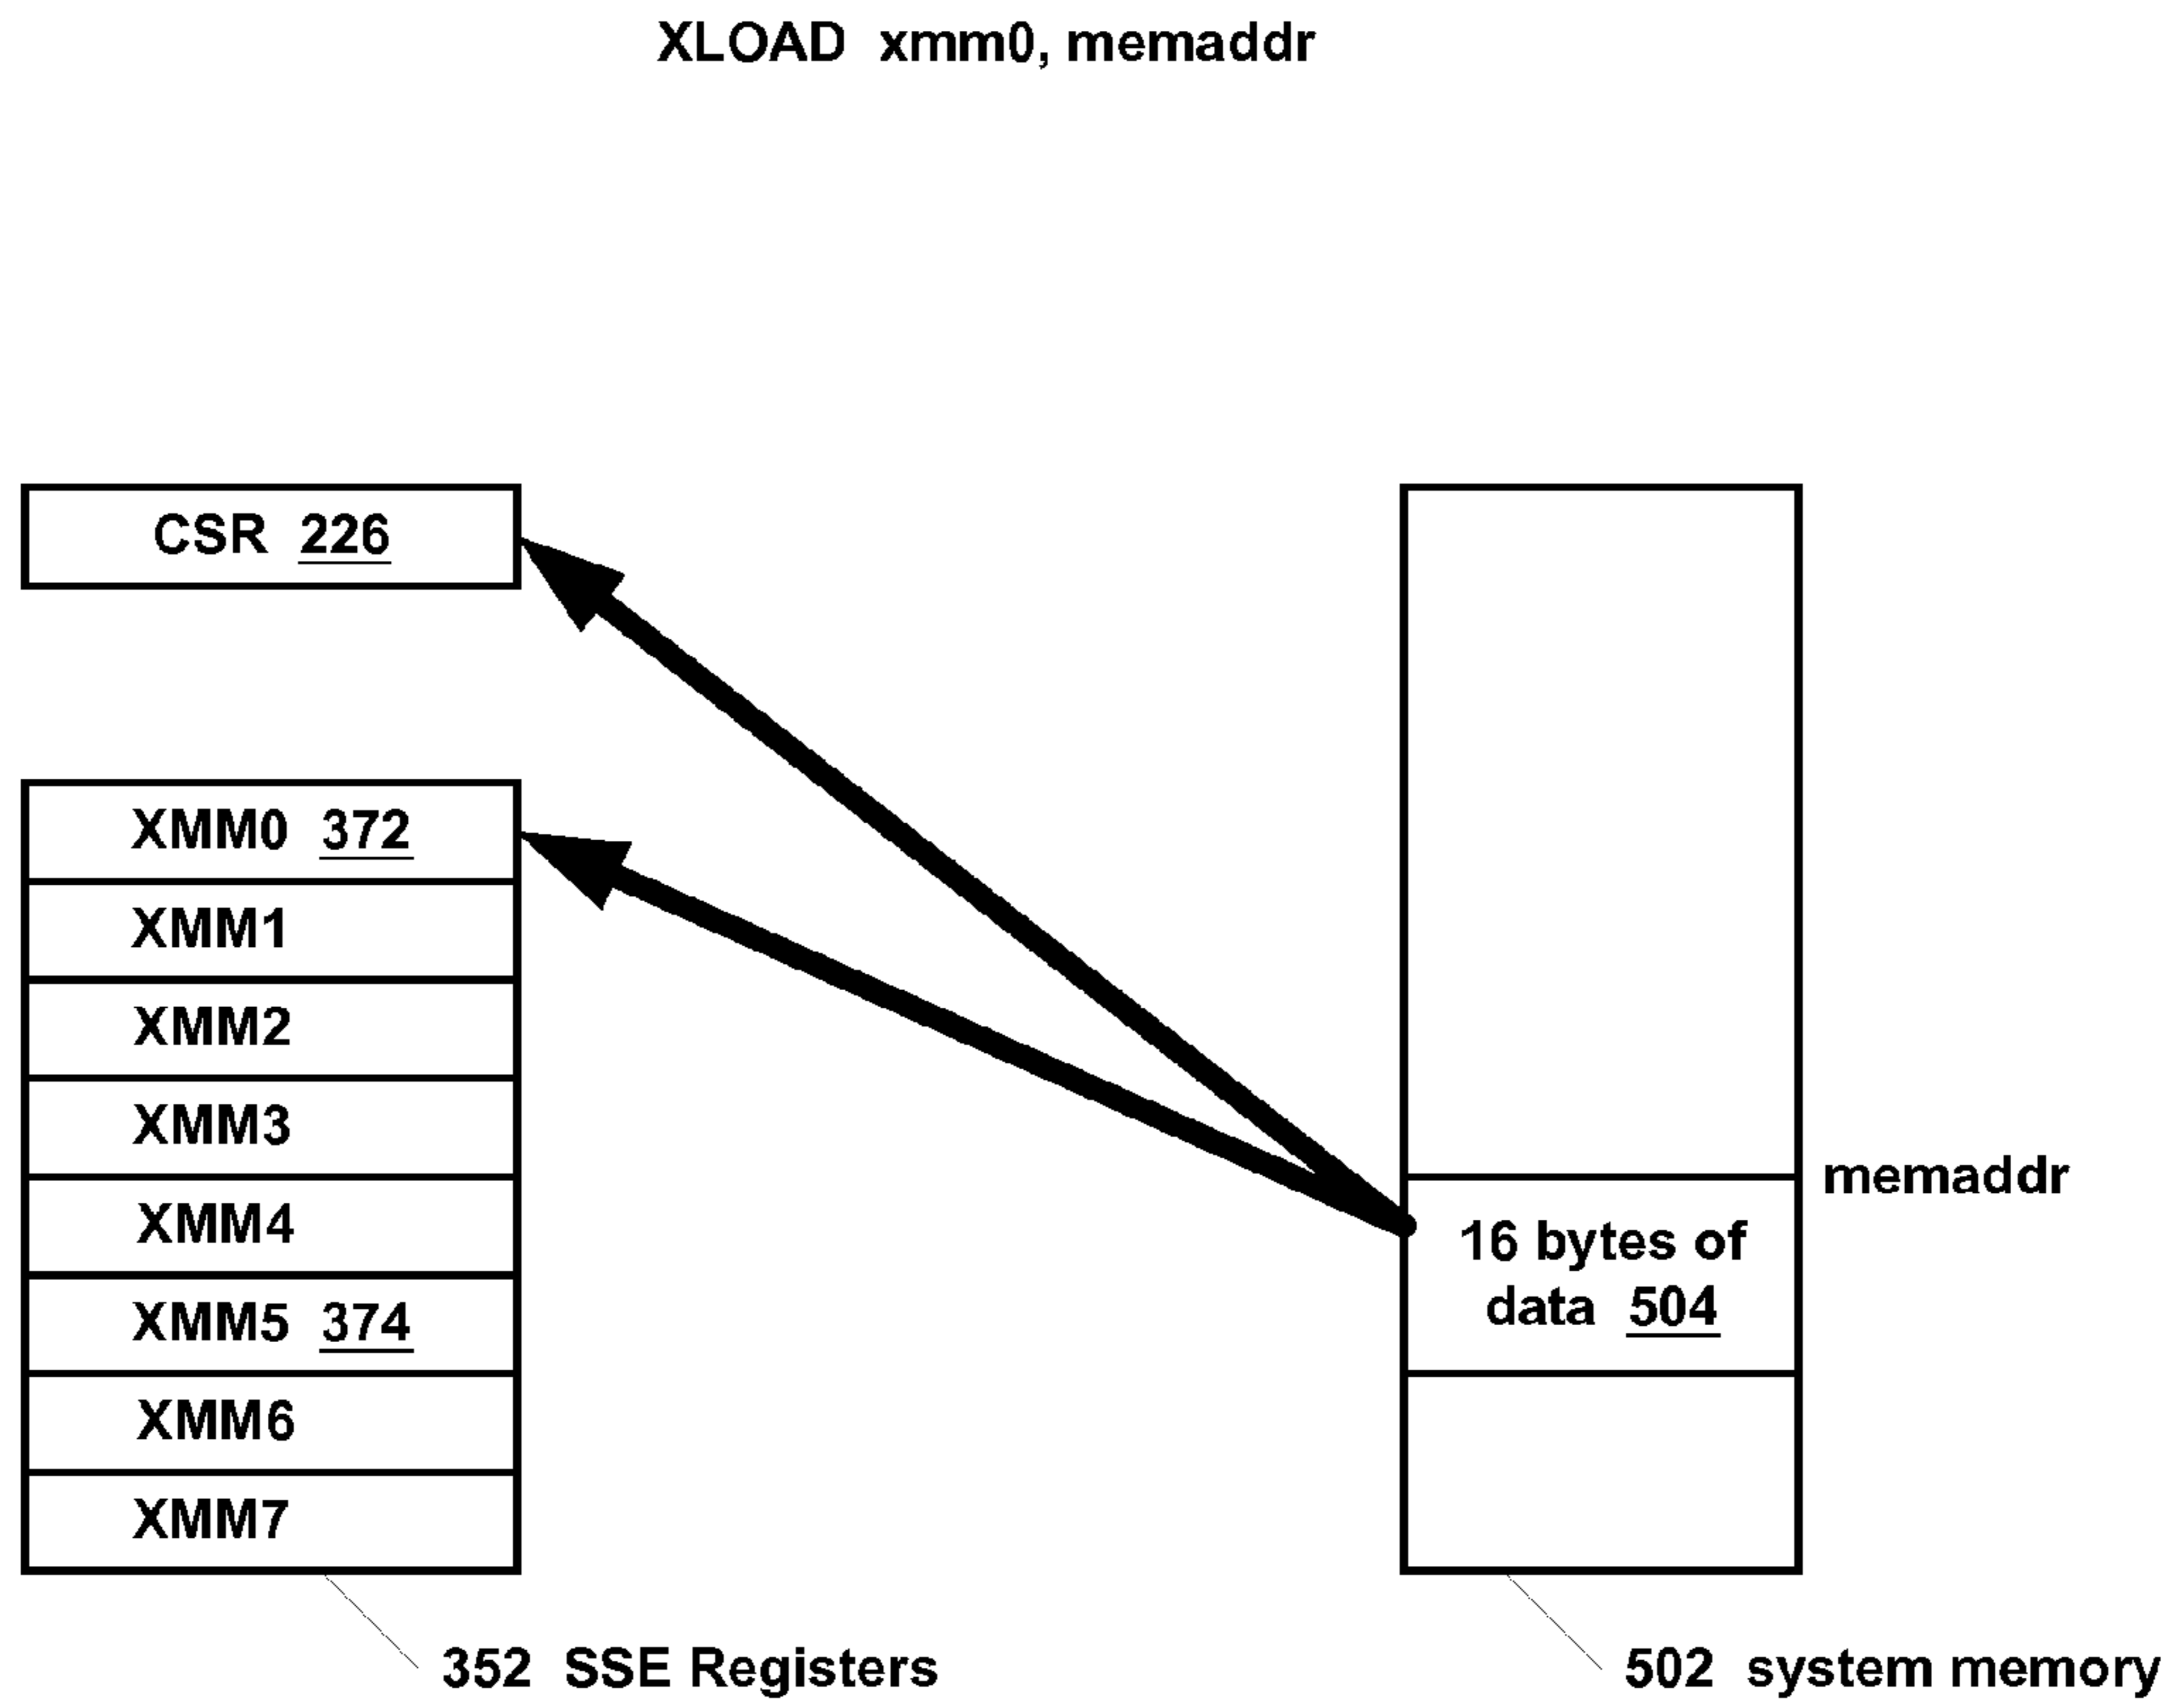 XLOAD xmm0, memaddr
CSR 226
XMM0 372
XMM1
XMM2
XMM3
XMM4
XMM5 374
XMM6
XMM7
352 SSE Registers
memaddr
16 bytes of
data 504
502 system memory